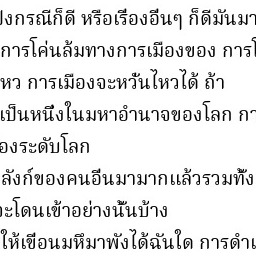 ปังกรณีก็ดี หรือเรื่องอื่นๆ ก็ดีมันมา
การโค่นล้มทางการเมืองของ การโ
ไหว การเมืองจะหวั่นไหวได้ ถ้า
เป็นหนึ่งในมหาอำนาจของโลก กา
องระดับโลก
ลังก์ของคนอื่นมามากแล้วรวมทั้ง
จะโดนเข้าอย่างนั้นบ้าง
ให้เขื่อนมหึมาพังได้ฉันใด การดำเ